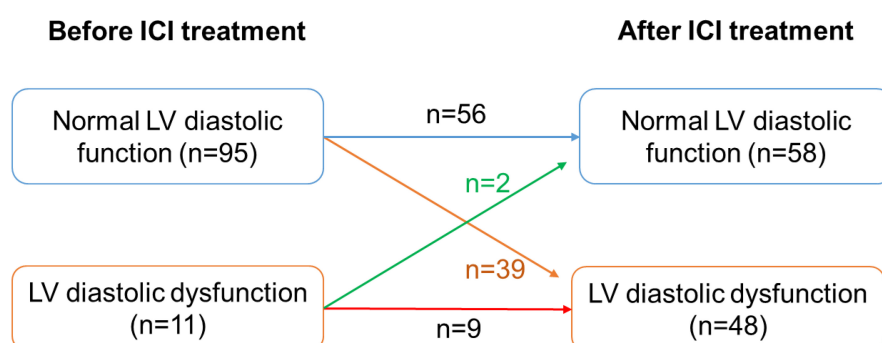 Before ICI treatment
After ICI treatment
Normal LV diastolic
function (n=95)
n=56
Normal LV diastolic
function (n=58)
n=2
n=39
LV diastolic dysfunction
(n=11)
n=9
LV diastolic dysfunction
(n=48)